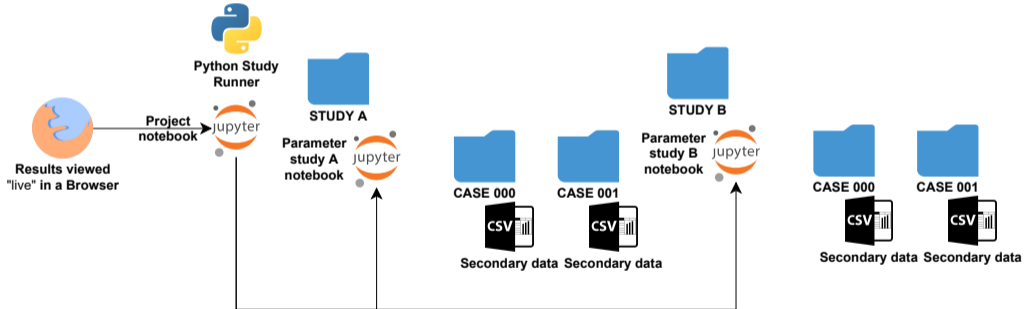 Python Study
Runner
STUDY A
STUDY B
Project
notebook
jupyter
Results viewed
"live" in a Browser
Parameter
study A
notebook
jupyter
CASE 000
CASE 001
CSV
CSV
Secondary data
Secondary data
Parameter
study B
notebook
jupyter
CASE 000
CASE 001
CSV
CSV
Secondary data
Secondary data